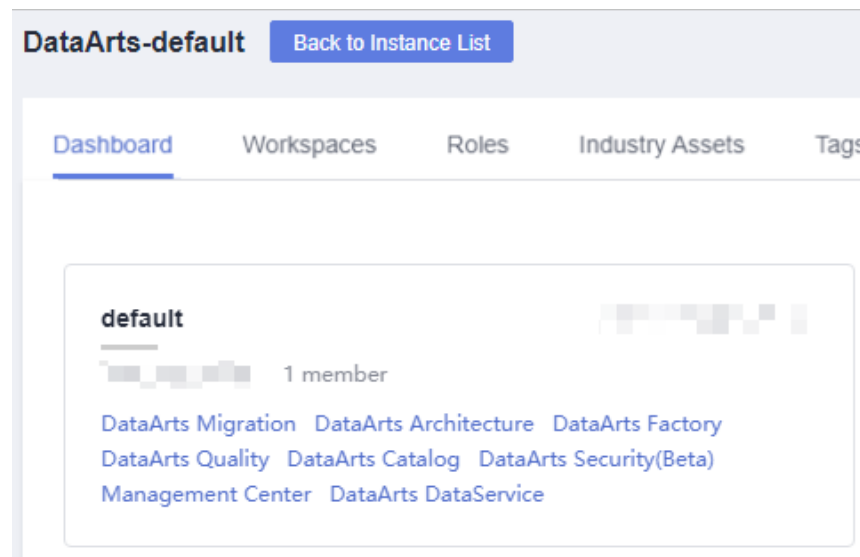 DataArts-default Back to Instance List
Dashboard Workspaces Roles Industry Assets Tags
default
1 member
DataArts Migration DataArts Architecture DataArts Factory
DataArts Quality DataArts Catalog DataArts Security(Beta)
Management Center DataArts DataService